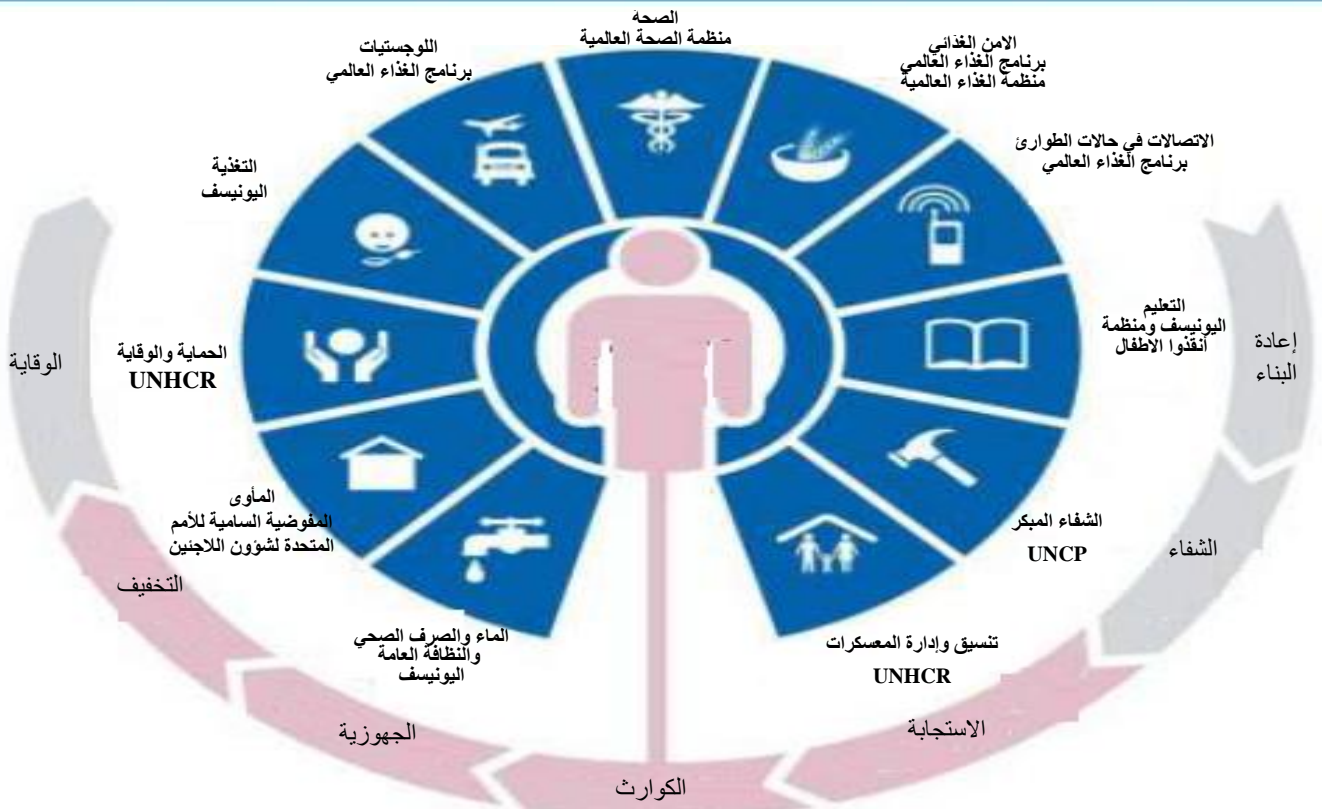 الصحة
منظمة الصحة العالمية
الامن الغذائي
برنامج الغذاء العالمي
منظمة الغذاء العالمية
اللوجستيات
برنامج الغذاء العالمي
الاتصالات في حالات الطوارئ
برنامج الغذاء العالمي
التغذية
اليونيسف
التعليم
اليونيسف ومنظمة
أنقذوا الاطفال
إعادة
البناء
الحماية والوقاية
UNHCR
الوقاية
المأوى
المفوضية السامية للأمم
المتحدة لشؤون اللاجئين
الشفاء المبكر
UNCP
الشفاء
التخفيف
الماء والصرف الصحي
والنظافة العامة
اليونيسف
تنسيق وإدارة المعسكرات
UNHCR
الاستجابة
الجهوزية
الكوارث